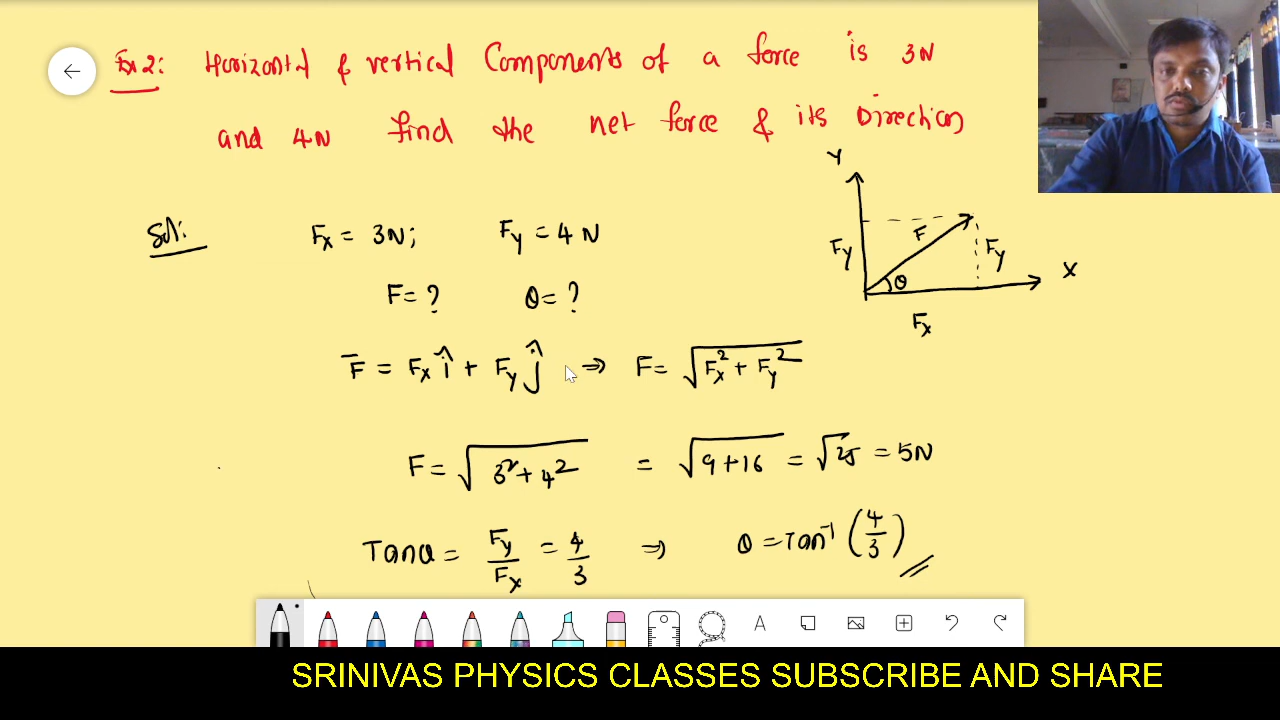 Ex 2: Horizontal & vertical Components of a force is 3N
and 4N find the net force & its Direction
Sol:
Fx = 3N; Fy = 4 N
F = ? θ = ?
F̅ = Fx î + Fy ĵ ⇒ F = √(Fx² + Fy²)
F = √(3² + 4²) = √(9+16) = √25 = 5N
Tanθ = Fy/Fx = 4/3 ⇒ θ = Tan⁻¹ (4/3)
Y
F
Fy
Fy
θ
X
Fx
A
SRINIVAS PHYSICS CLASSES SUBSCRIBE AND SHARE